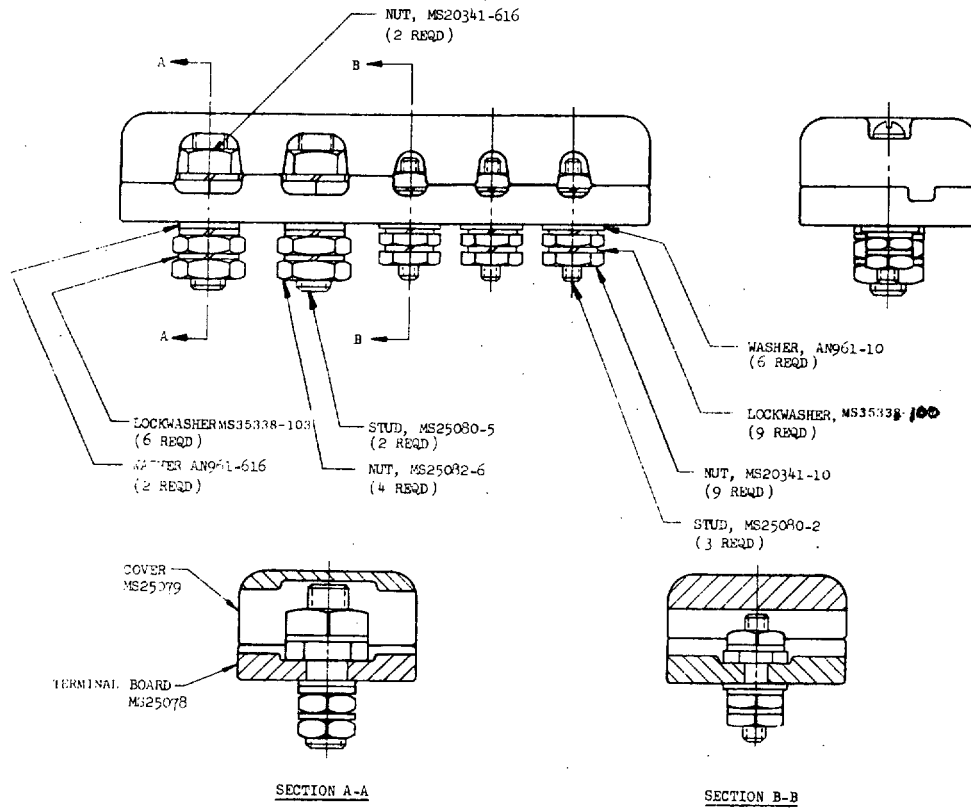 NUT, MS20341-616
(2 REQD)
A
B
A
B
WASHER, AN961-10
(6 REQD)
LOCKWASHER MS35338-103
(6 REQD)
STUD, MS25080-5
(2 REQD)
LOCKWASHER, MS35338-100
(9 REQD)
AN961-616
(2 REQD)
NUT, MS25082-6
(4 REQD)
NUT, MS20341-10
(9 REQD)
STUD, MS25080-2
(3 REQD)
COVER
MS25079
TERMINAL BOARD
MS25078
SECTION A-A
SECTION B-B